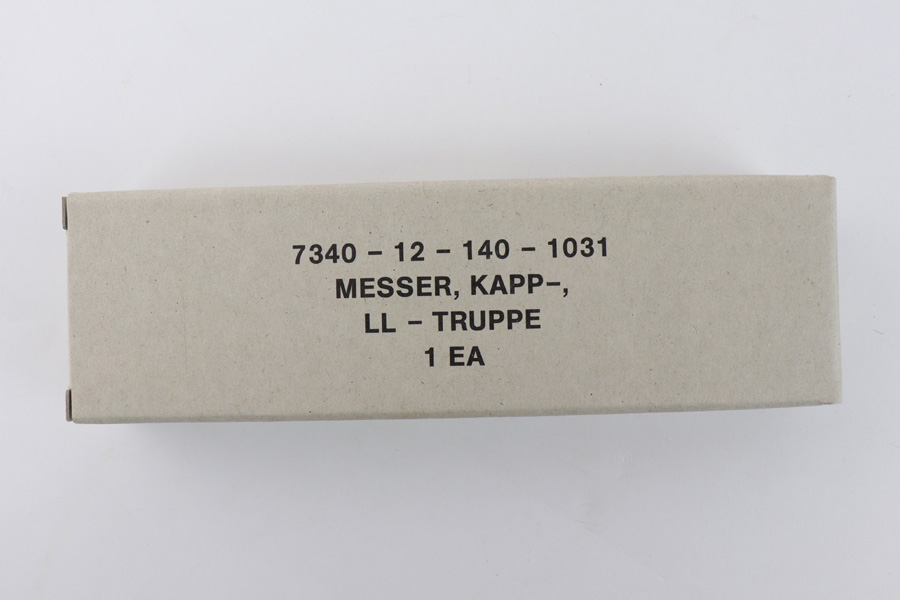 7340 – 12 – 140 – 1031
MESSER, KAPP–,
LL – TRUPPE
1 EA